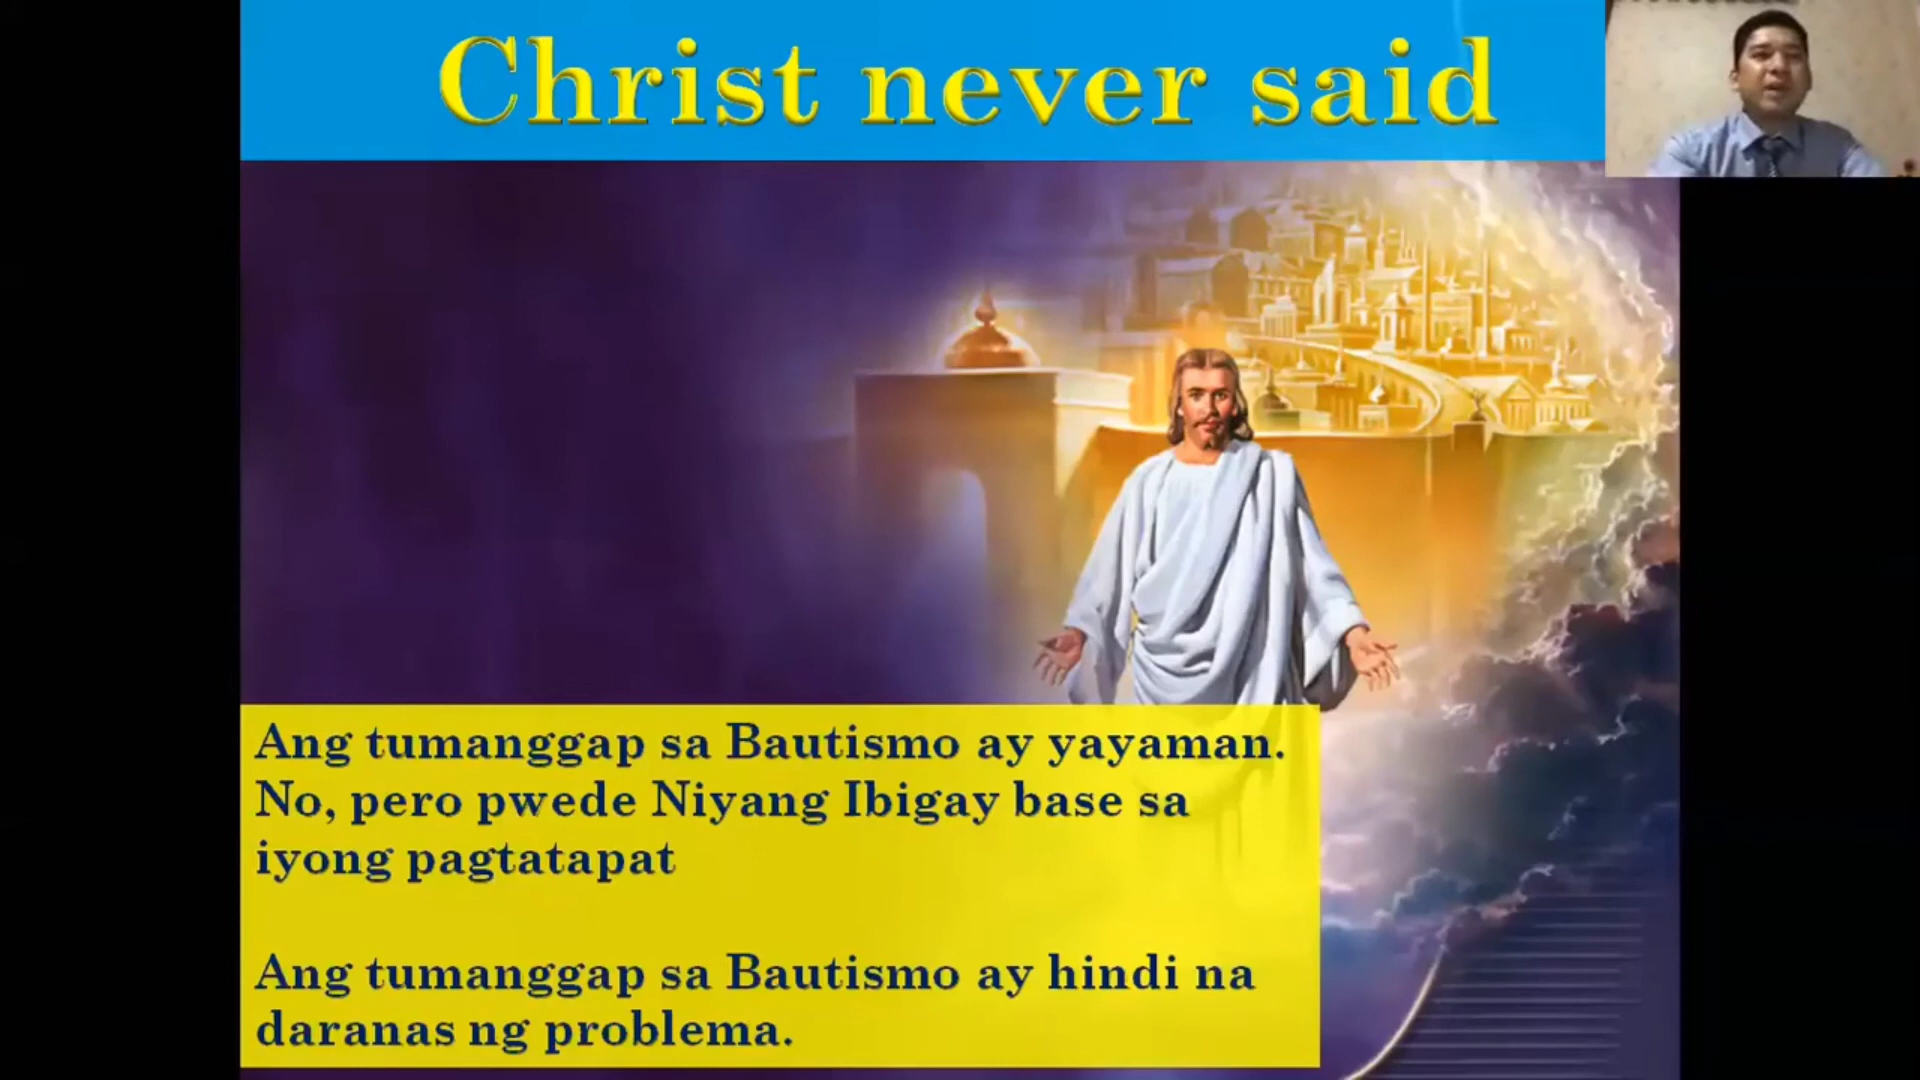 Christ never said
Ang tumanggap sa Bautismo ay yayaman.
No, pero pwede Niyang Ibigay base sa
iyong pagtatapat
Ang tumanggap sa Bautismo ay hindi na
daranas ng problema.